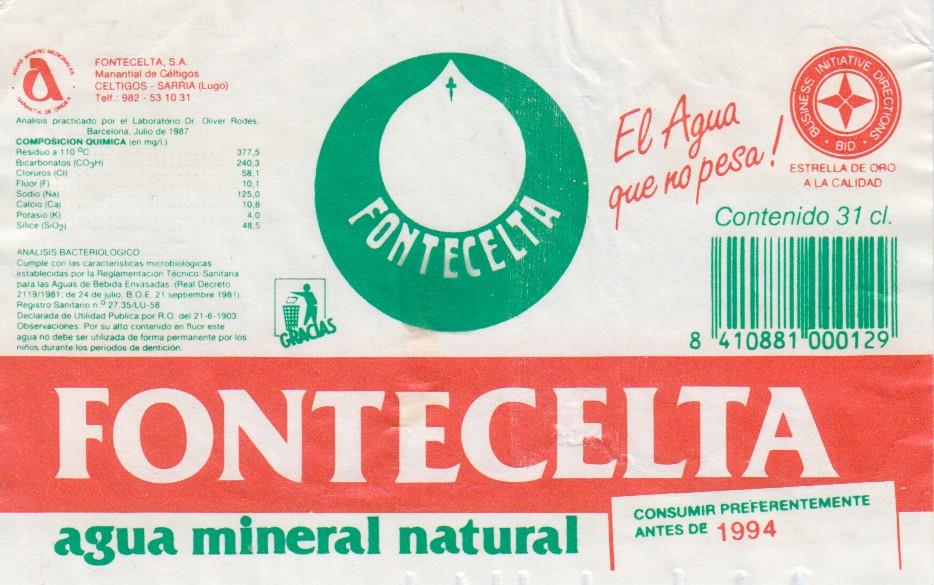 AGUAS MINERO MEDICINALES
GARANTIA DE ORIGEN
FONTECELTA, S.A.
Manantial de Céltigos
CELTIGOS - SARRIA (Lugo)
Telf.: 982 - 53 10 31
Analisis practicado por el Laboratorio Dr. Oliver Rodés.
Barcelona, Julio de 1987
COMPOSICION QUIMICA (en mg/l.)
Residuo a 110 ºC 377,5
Bicarbonatos (CO3H) 240,3
Cloruros (Cl) 58,1
Fluor (F) 10,1
Sodio (Na) 125,0
Calcio (Ca) 10,8
Potasio (K) 4,0
Silice (SiO2) 48,5
ANALISIS BACTERIOLOGICO
Cumple con las caracteristicas microbiológicas
establecidas por la Reglamentación Técnico-Sanitaria
para las Aguas de Bebida Envasadas. (Real Decreto
2119/1981; de 24 de julio, B.O.E. 21 septiembre 1981).
Registro Sanitario n.º 27.35/LU-58.
Declarada de Utilidad Publica por R.O. del 21-6-1903.
Observaciones: Por su alto contenido en fluor este
agua no debe ser utilizada de forma permanente por los
niños durante los periodos de dentición.
GRACIAS
FONTECELTA
El Agua
que no pesa!
BUSINESS INITIATIVE DIRECTIONS
· BID ·
ESTRELLA DE ORO
A LA CALIDAD
Contenido 31 cl.
8 410881 000129
FONTECELTA
agua mineral natural
CONSUMIR PREFERENTEMENTE
ANTES DE 1994